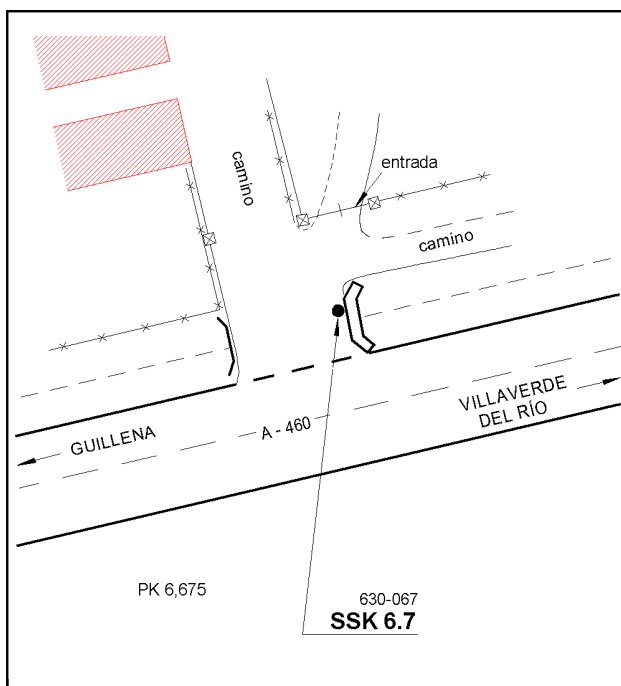 camino
entrada
camino
VILLAVERDE
DEL RÍO
GUILLENA
A - 460
PK 6,675
630-067
SSK 6.7